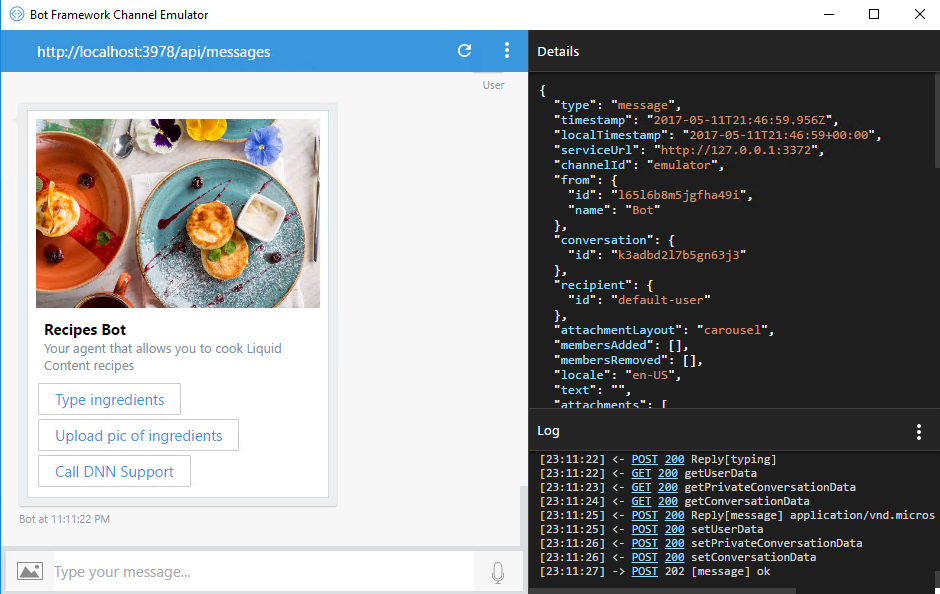 Bot Framework Channel Emulator
http://localhost:3978/api/messages
User
Recipes Bot
Your agent that allows you to cook Liquid
Content recipes
Type ingredients
Upload pic of ingredients
Call DNN Support
Bot at 11:11:22 PM
Type your message...
Details
{
"type": "message",
"timestamp": "2017-05-11T21:46:59.956Z",
"localTimestamp": "2017-05-11T21:46:59+00:00",
"serviceUrl": "http://127.0.0.1:3372",
"channelId": "emulator",
"from": {
"id": "l65l6b8m5jgfha49i",
"name": "Bot"
},
"conversation": {
"id": "k3adbd2l7b5gn63j3"
},
"recipient": {
"id": "default-user"
},
"attachmentLayout": "carousel",
"membersAdded": [],
"membersRemoved": [],
"locale": "en-US",
"text": "",
"attachments": [
Log
[23:11:22] <- POST 200 Reply[typing]
[23:11:22] <- GET 200 getUserData
[23:11:23] <- GET 200 getPrivateConversationData
[23:11:24] <- GET 200 getConversationData
[23:11:25] <- POST 200 Reply[message] application/vnd.micros
[23:11:25] <- POST 200 setUserData
[23:11:26] <- POST 200 setPrivateConversationData
[23:11:26] <- POST 200 setConversationData
[23:11:27] -> POST 202 [message] ok